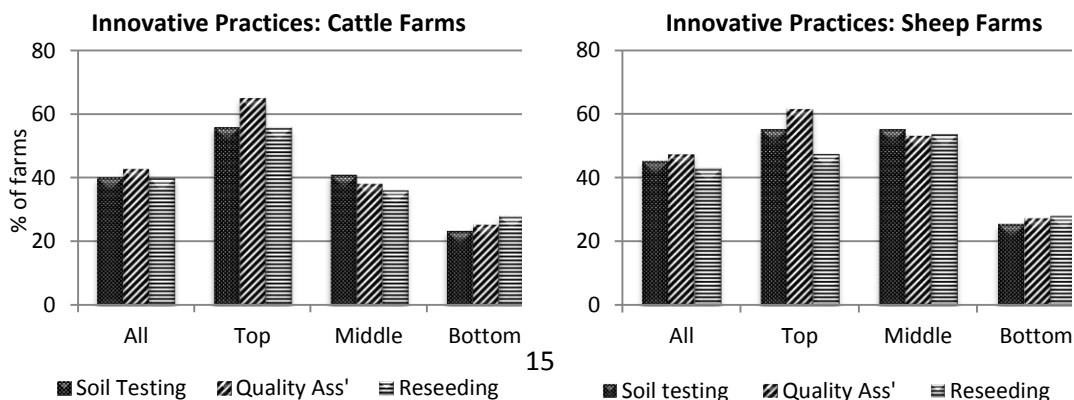 Innovative Practices: Cattle Farms
80
60
40
20
0
% of farms
All Top Middle Bottom
Soil Testing Quality Ass' Reseeding
Innovative Practices: Sheep Farms
80
60
40
20
0
All Top Middle Bottom
Soil testing Quality Ass' Reseeding
15